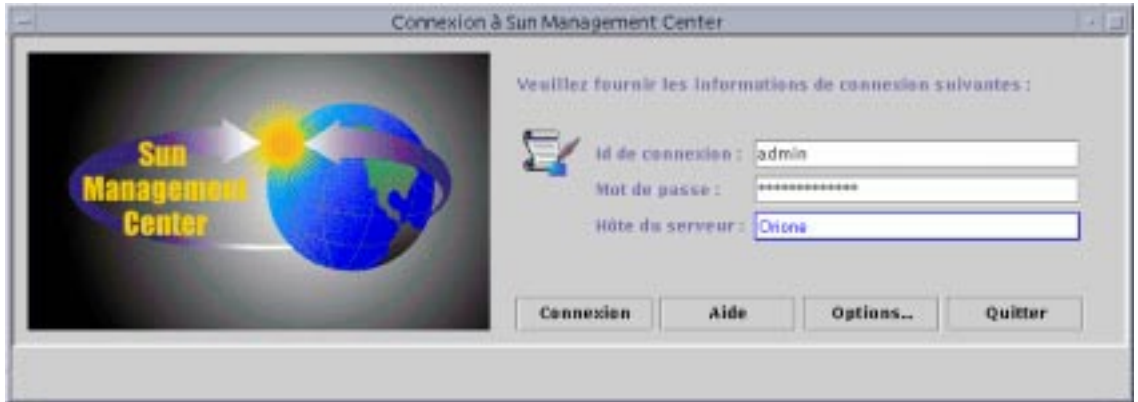 Connexion à Sun Management Center
Sun
Management
Center
Veuillez fournir les informations de connexion suivantes :
Id de connexion : admin
Mot de passe : *************
Hôte du serveur : Orione
Connexion Aide Options... Quitter